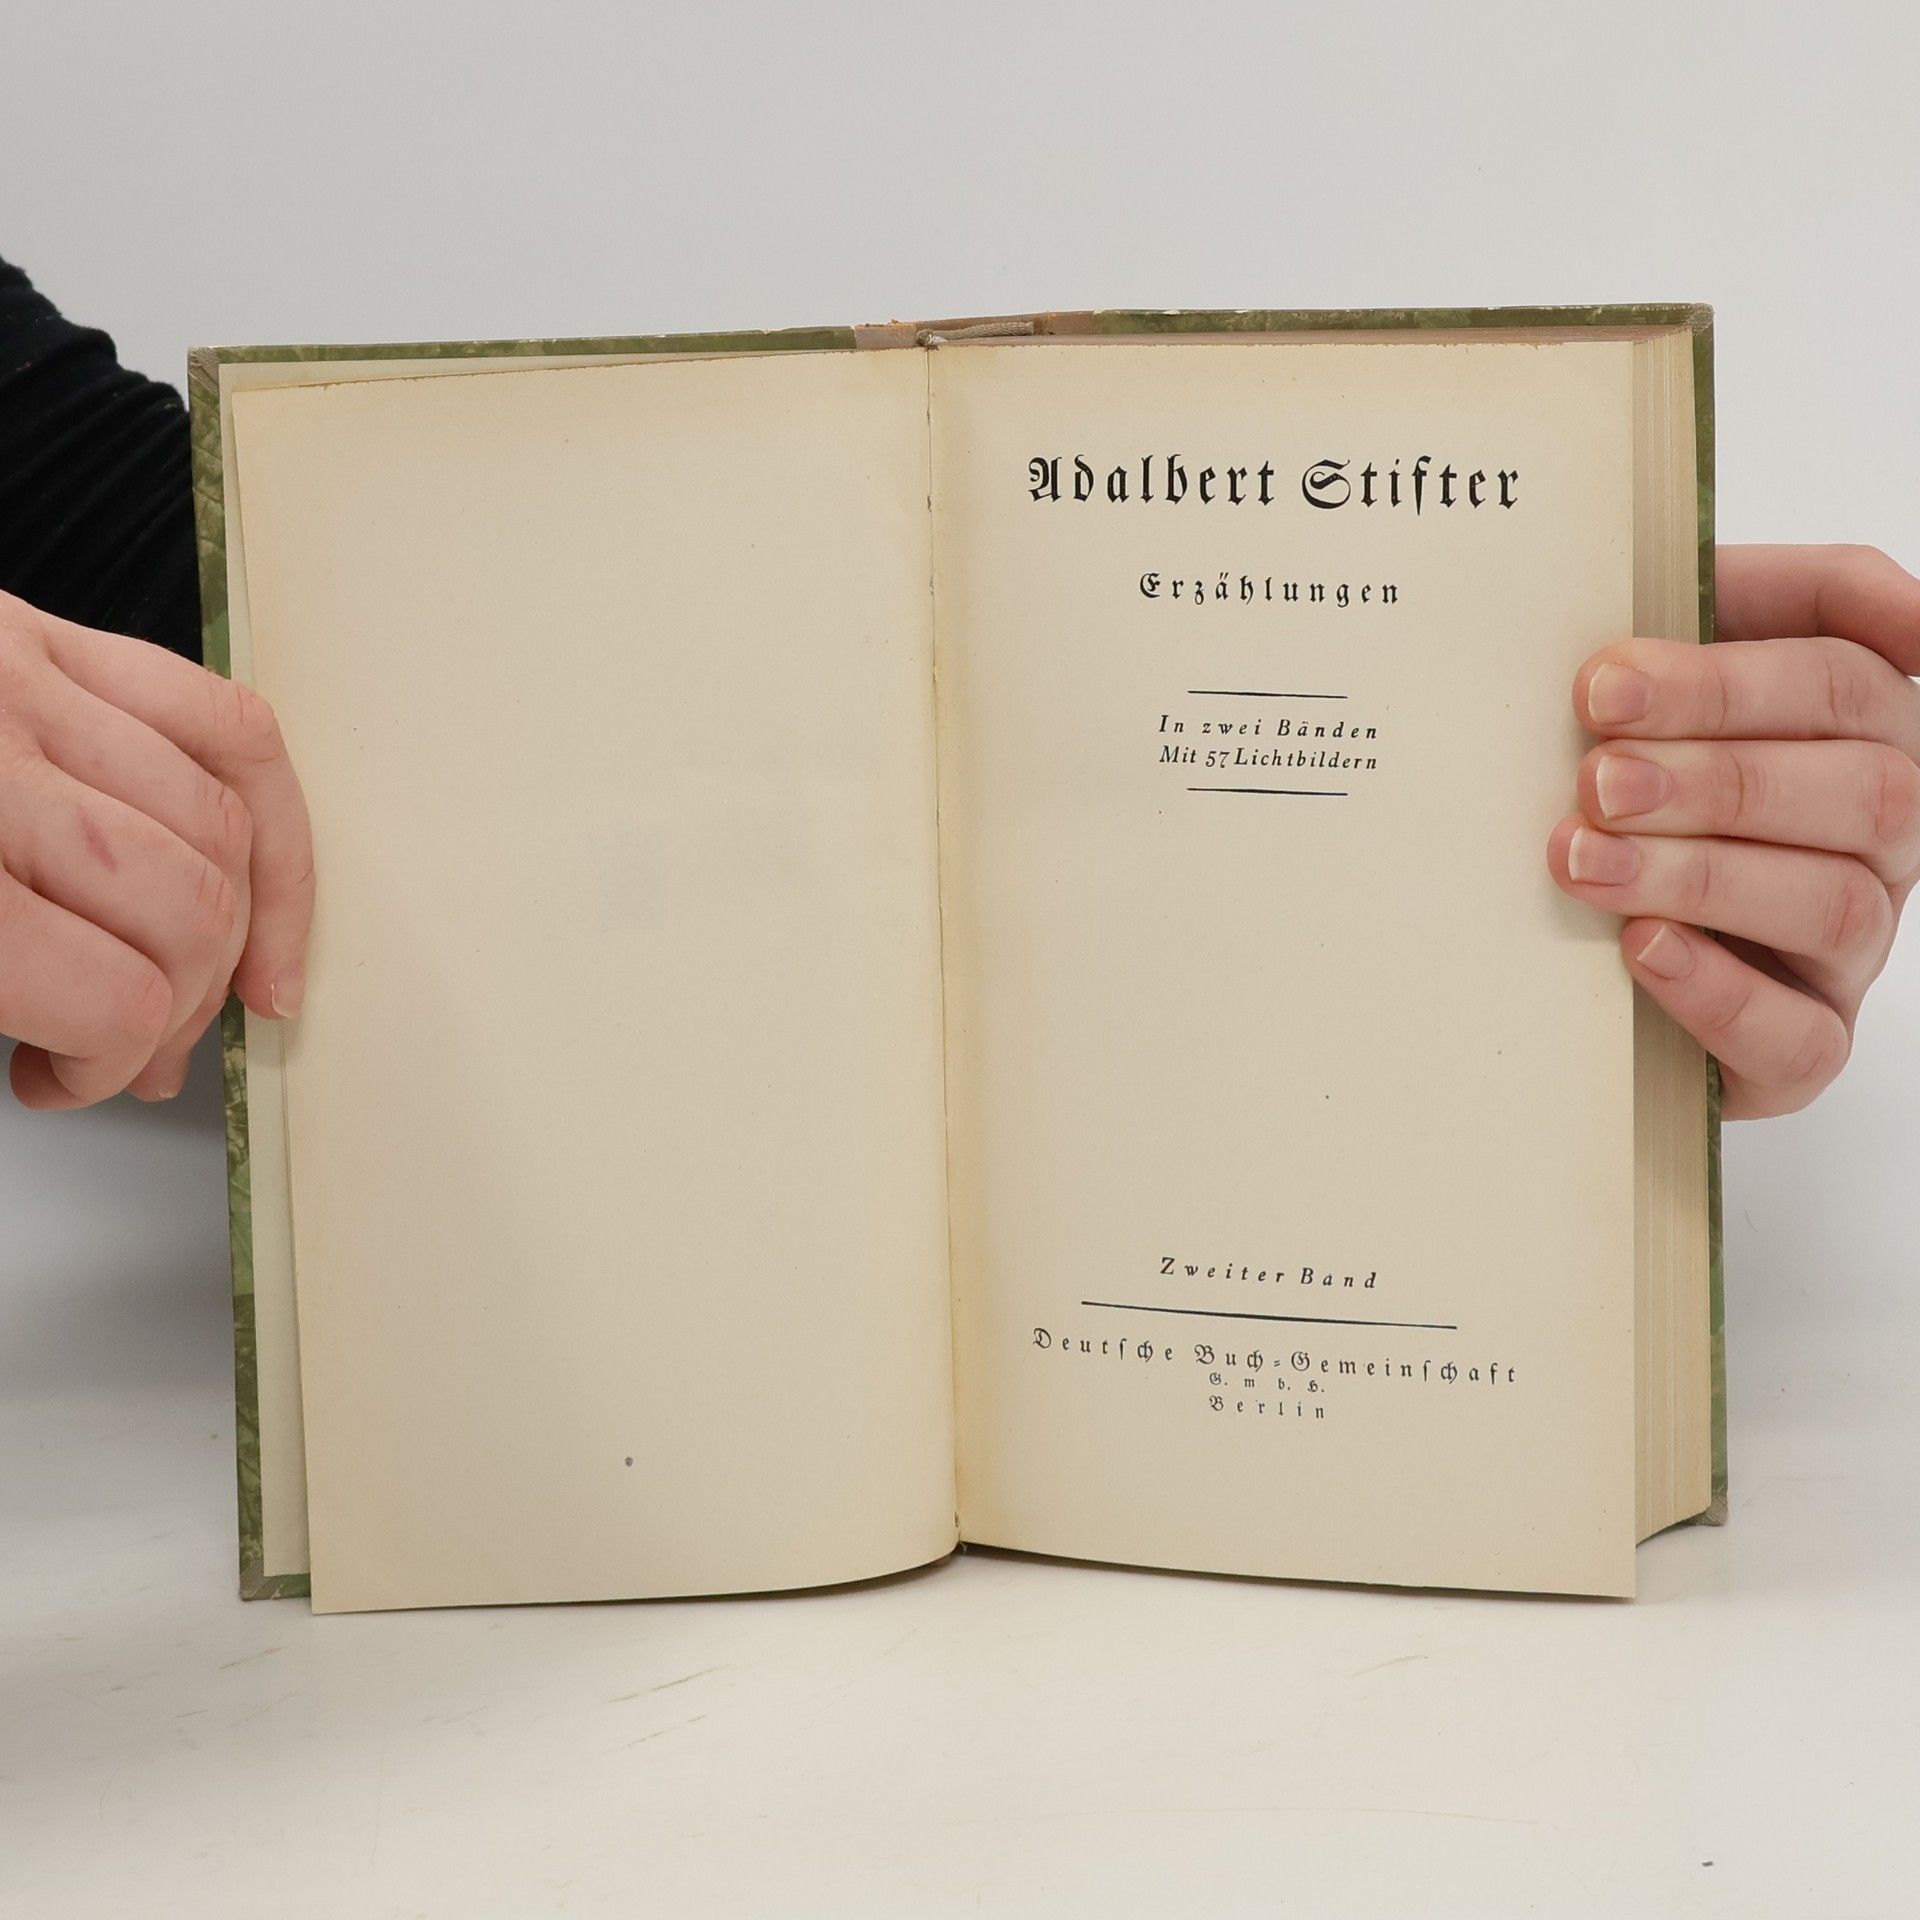 Adalbert Stifter
Erzählungen
In zwei Bänden
Mit 57 Lichtbildern
Zweiter Band
Deutſche Buch=Gemeinſchaft
G. m b. H.
Berlin